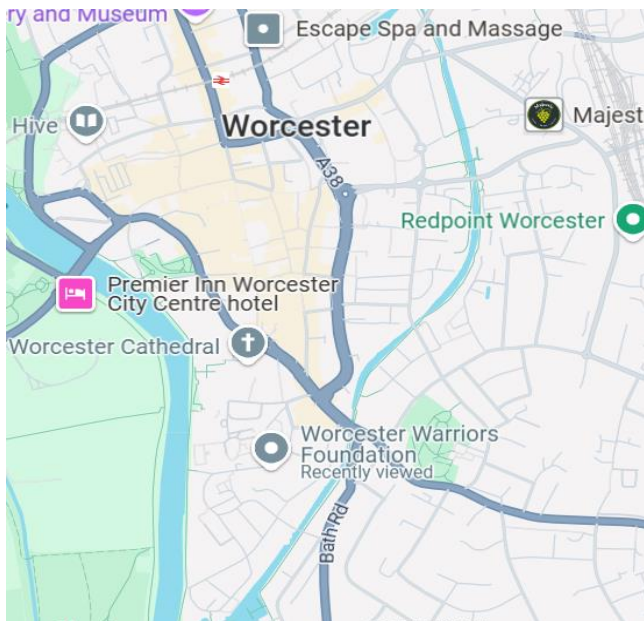 ry and Museum
Escape Spa and Massage
Hive
Worcester
Majest
A38
Redpoint Worcester
Premier Inn Worcester
City Centre hotel
Worcester Cathedral
Worcester Warriors
Foundation
Recently viewed
Bath Rd